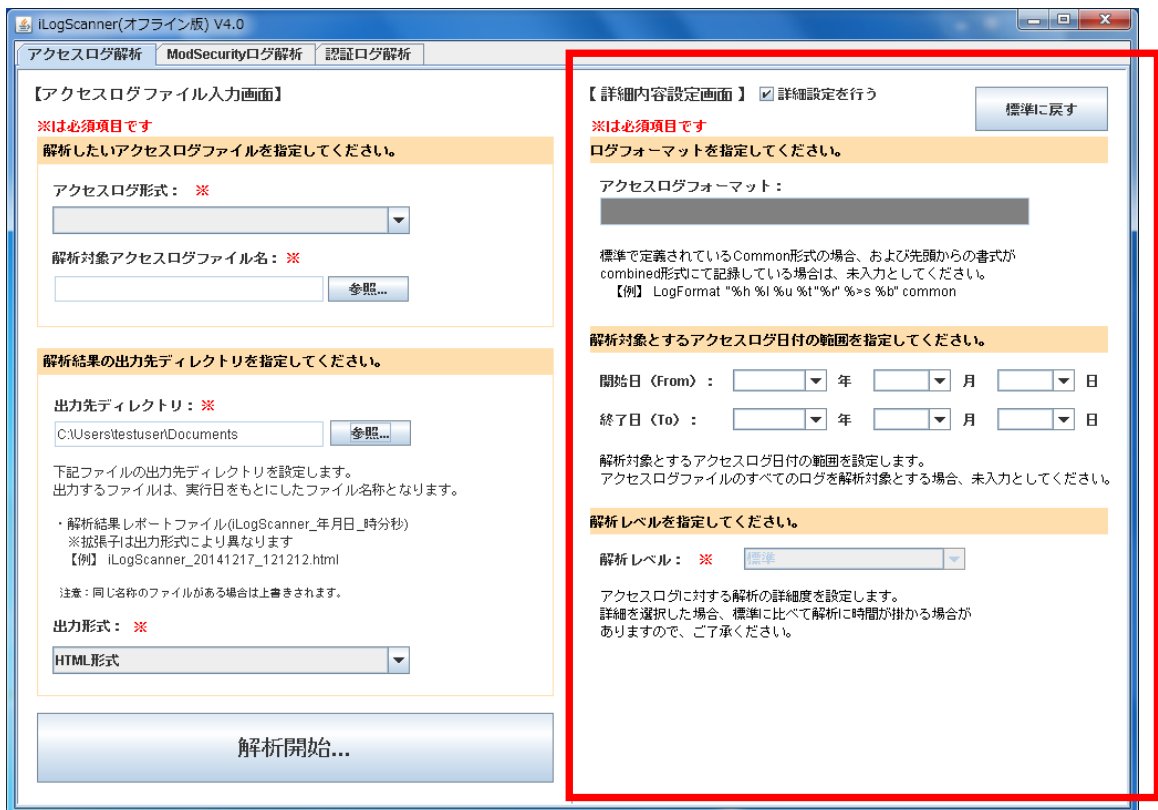 iLogScanner(オフライン版) V4.0
アクセスログ解析
ModSecurityログ解析
認証ログ解析
【アクセスログファイル入力画面】
※は必須項目です
解析したいアクセスログファイルを指定してください。
アクセスログ形式： ※
解析対象アクセスログファイル名：※
参照...
解析結果の出力先ディレクトリを指定してください。
出力先ディレクトリ：※
C:\Users\testuser\Documents
参照...
下記ファイルの出力先ディレクトリを設定します。
出力するファイルは、実行日をもとにしたファイル名称となります。
・解析結果レポートファイル(iLogScanner_年月日_時分秒)
※拡張子は出力形式により異なります
【例】 iLogScanner_20141217_121212.html
注意：同じ名称のファイルがある場合は上書きされます。
出力形式： ※
HTML形式
解析開始...
【 詳細内容設定画面 】 詳細設定を行う
標準に戻す
※は必須項目です
ログフォーマットを指定してください。
アクセスログフォーマット：
標準で定義されているCommon形式の場合、および先頭からの書式が
combined形式にて記録している場合は、未入力としてください。
【例】 LogFormat "%h %l %u %t"%r" %>s %b" common
解析対象とするアクセスログ日付の範囲を指定してください。
開始日（From）： 年 月 日
終了日（To）： 年 月 日
解析対象とするアクセスログ日付の範囲を設定します。
アクセスログファイルのすべてのログを解析対象とする場合、未入力としてください。
解析レベルを指定してください。
解析レベル： ※ 標準
アクセスログに対する解析の詳細度を設定します。
詳細を選択した場合、標準に比べて解析に時間が掛かる場合が
ありますので、ご了承ください。